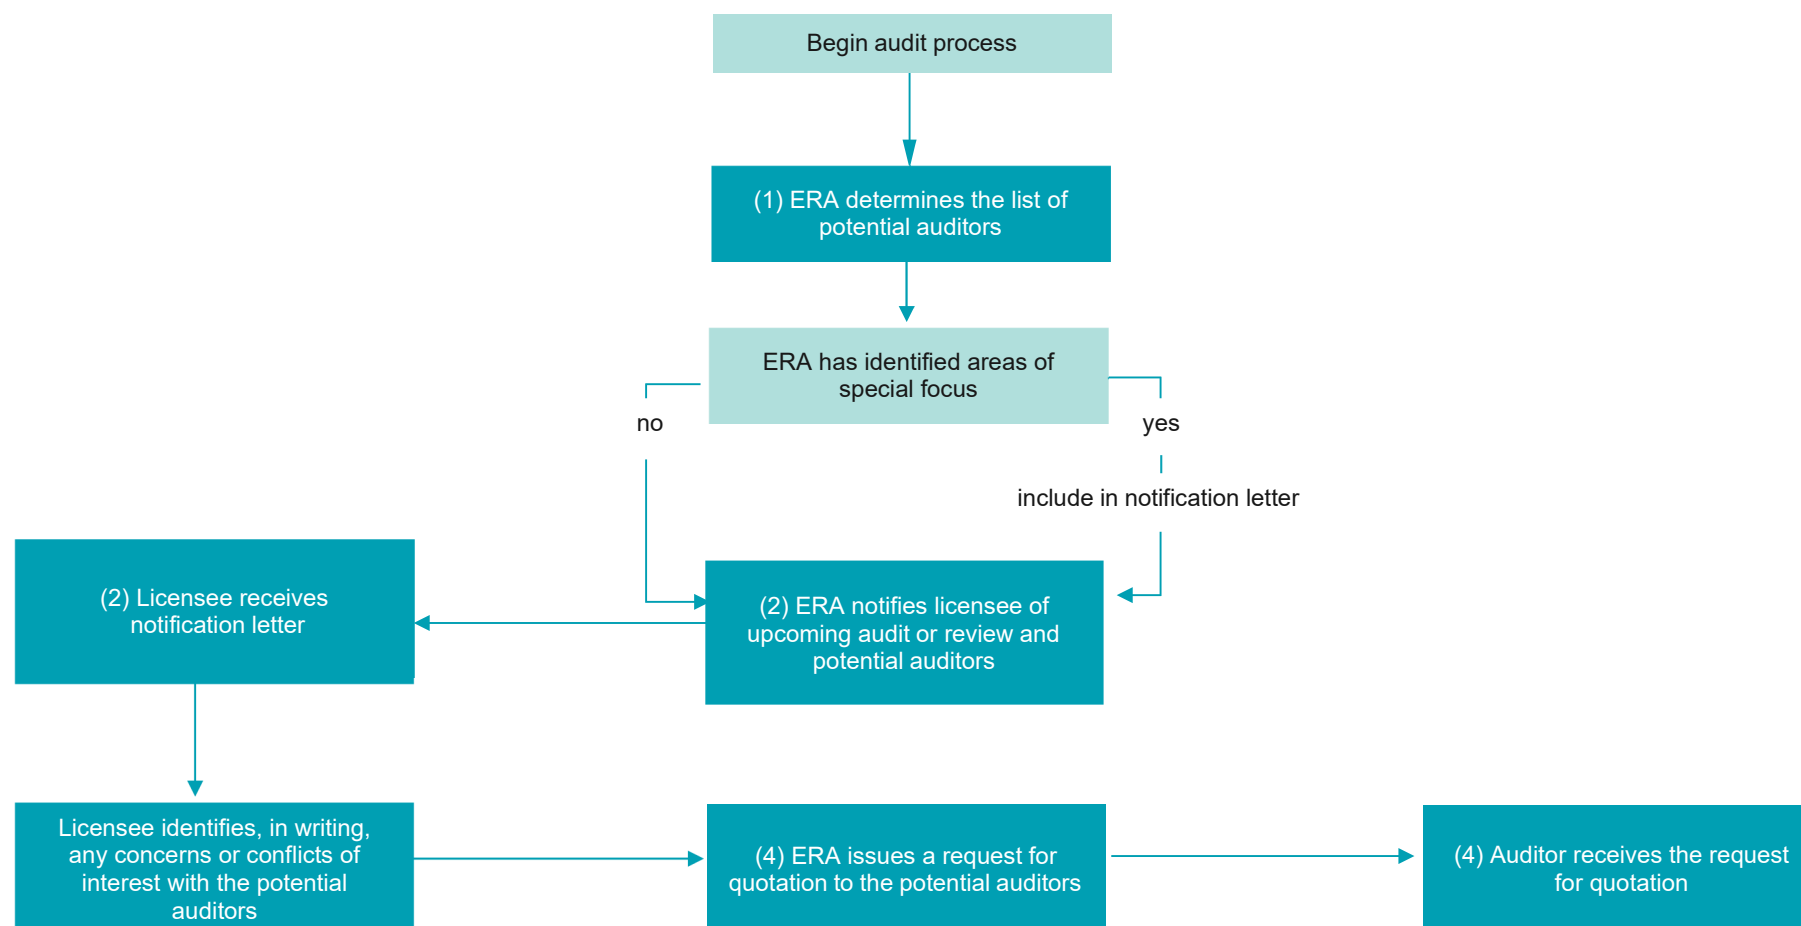 Begin audit process
(1) ERA determines the list of
potential auditors
ERA has identified areas of
special focus
no
yes
include in notification letter
(2) Licensee receives
notification letter
(2) ERA notifies licensee of
upcoming audit or review and
potential auditors
Licensee identifies, in writing,
any concerns or conflicts of
interest with the potential
auditors
(4) ERA issues a request for
quotation to the potential auditors
(4) Auditor receives the request
for quotation